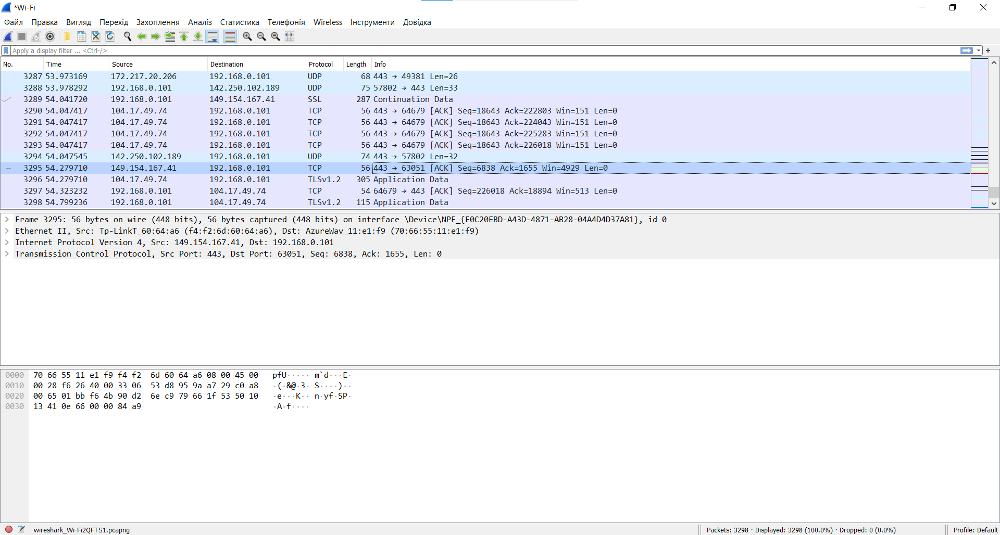 *Wi-Fi
Файл Правка Вигляд Перехід Захоплення Аналіз Статистика Телефонія Wireless Інструменти Довідка
Apply a display filter ... <Ctrl-/>
No. Time Source Destination Protocol Length Info
3287 53.973169 172.217.20.206 192.168.0.101 UDP 68 443 → 49381 Len=26
3288 53.978292 192.168.0.101 142.250.102.189 UDP 75 57802 → 443 Len=33
3289 54.041720 192.168.0.101 149.154.167.41 SSL 287 Continuation Data
3290 54.047417 104.17.49.74 192.168.0.101 TCP 56 443 → 64679 [ACK] Seq=18643 Ack=222803 Win=151 Len=0
3291 54.047417 104.17.49.74 192.168.0.101 TCP 56 443 → 64679 [ACK] Seq=18643 Ack=224043 Win=151 Len=0
3292 54.047417 104.17.49.74 192.168.0.101 TCP 56 443 → 64679 [ACK] Seq=18643 Ack=225283 Win=151 Len=0
3293 54.047417 104.17.49.74 192.168.0.101 TCP 56 443 → 64679 [ACK] Seq=18643 Ack=226018 Win=151 Len=0
3294 54.047545 142.250.102.189 192.168.0.101 UDP 74 443 → 57802 Len=32
3295 54.279710 149.154.167.41 192.168.0.101 TCP 56 443 → 63051 [ACK] Seq=6838 Ack=1655 Win=4929 Len=0
3296 54.279710 104.17.49.74 192.168.0.101 TLSv1.2 305 Application Data
3297 54.323232 192.168.0.101 104.17.49.74 TCP 54 64679 → 443 [ACK] Seq=226018 Ack=18894 Win=513 Len=0
3298 54.799236 192.168.0.101 104.17.49.74 TLSv1.2 115 Application Data
Frame 3295: 56 bytes on wire (448 bits), 56 bytes captured (448 bits) on interface \Device\NPF_{E0C20EBD-A43D-4871-AB28-04A4D4D37A81}, id 0
Ethernet II, Src: Tp-LinkT_60:64:a6 (f4:f2:6d:60:64:a6), Dst: AzureWav_11:e1:f9 (70:66:55:11:e1:f9)
Internet Protocol Version 4, Src: 149.154.167.41, Dst: 192.168.0.101
Transmission Control Protocol, Src Port: 443, Dst Port: 63051, Seq: 6838, Ack: 1655, Len: 0
0000 70 66 55 11 e1 f9 f4 f2 6d 60 64 a6 08 00 45 00 pfU····· m`d···E·
0010 00 28 f6 26 40 00 33 06 53 d8 95 9a a7 29 c0 a8 ·(·&@·3· S····)··
0020 00 65 01 bb f6 4b 90 d2 6e c9 79 66 1f 53 50 10 ·e···K·· n·yf·SP·
0030 13 41 0e 66 00 00 84 a9 ·A·f····
wireshark_Wi-Fi2QFTS1.pcapng Packets: 3298 · Displayed: 3298 (100.0%) · Dropped: 0 (0.0%) Profile: Default